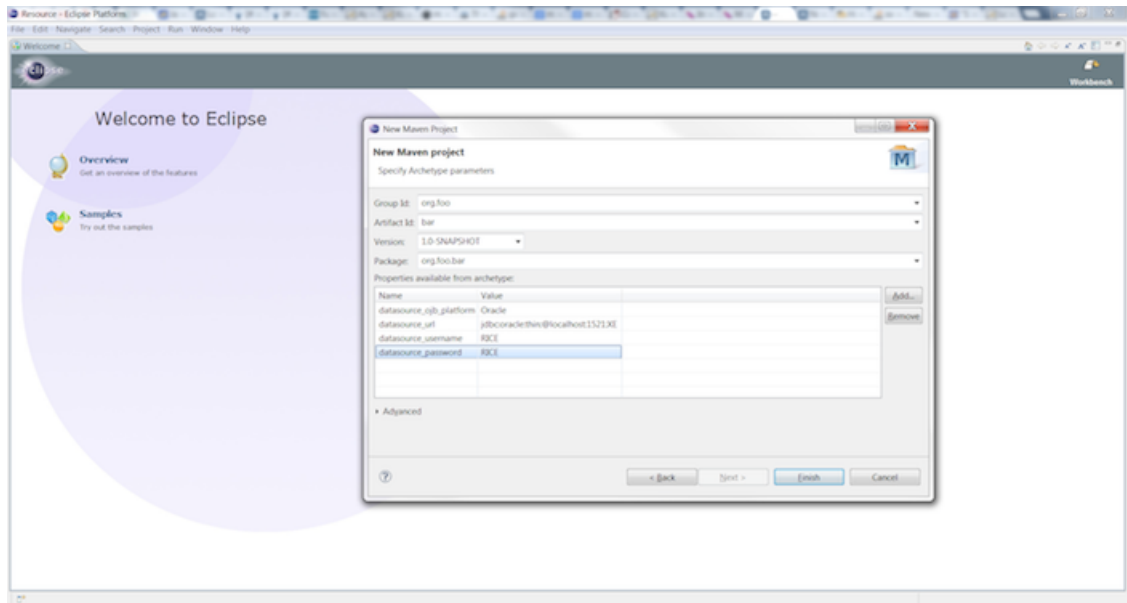 Resource - Eclipse Platform
File Edit Navigate Search Project Run Window Help
Welcome
eclipse
Workbench
Welcome to Eclipse
Overview
Get an overview of the features
Samples
Try out the samples
New Maven Project
New Maven project
Specify Archetype parameters
M
Group Id: org.foo
Artifact Id: bar
Version: 1.0-SNAPSHOT
Package: org.foo.bar
Properties available from archetype:
Name Value
Add...
datasource_ojb_platform Oracle
datasource_url jdbc:oracle:thin:@localhost:1521:XE
Remove
datasource_username RICE
datasource_password RICE
Advanced
< Back Next > Finish Cancel